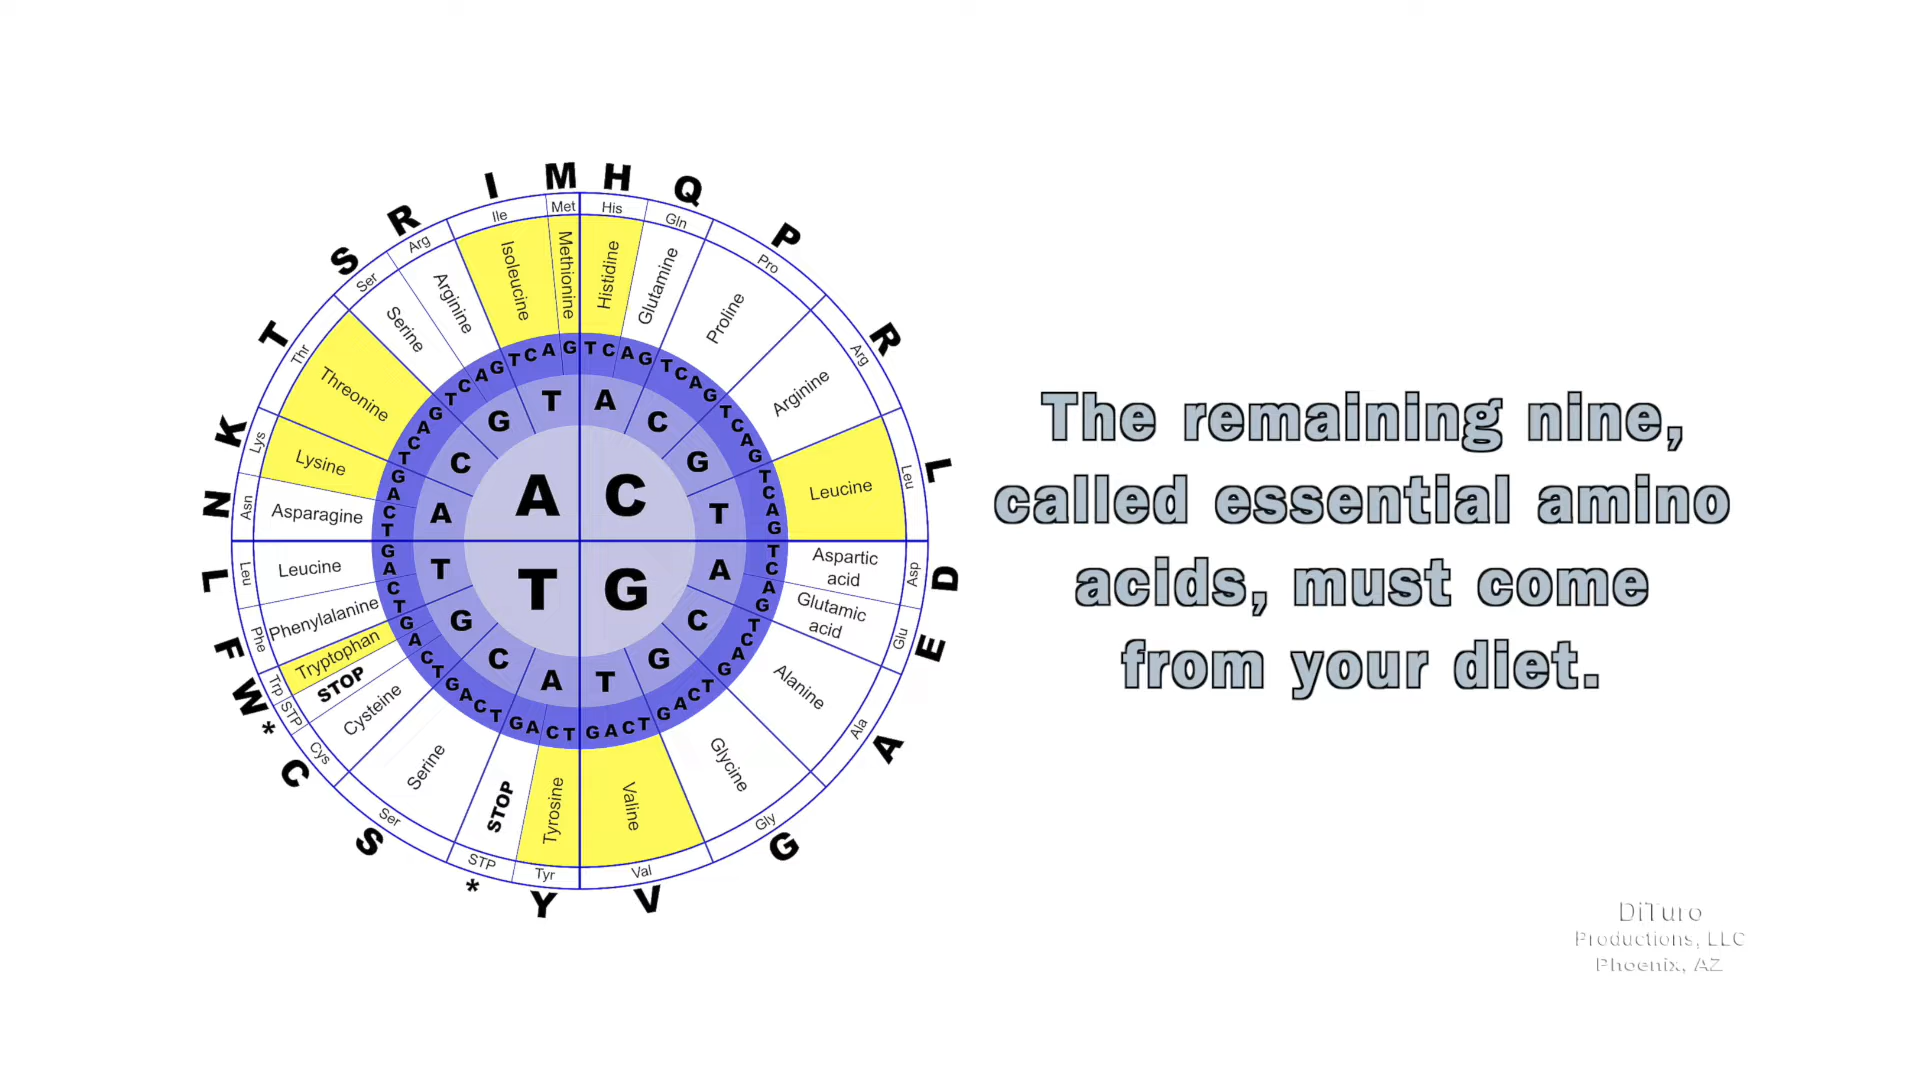 I
M
H
Q
P
R
L
D
E
A
G
V
Y
*
S
C
*
W
F
L
N
K
T
S
R
Ile
Met
His
Gln
Pro
Arg
Leu
Asp
Glu
Ala
Gly
Val
Tyr
STP
Ser
Cys
STP
Trp
Phe
Leu
Asn
Lys
Thr
Ser
Arg
Isoleucine
Methionine
Histidine
Glutamine
Proline
Arginine
Leucine
Aspartic
acid
Glutamic
acid
Alanine
Glycine
Valine
Tyrosine
STOP
Serine
Cysteine
STOP
Tryptophan
Phenylalanine
Leucine
Asparagine
Lysine
Threonine
Serine
Arginine
T C A G T C A G T C A G T C A G
T C A G T C A G T C A G T C A G
T C A G T C A G T C A G T C A G
T C A G T C A G T C A G T C A G
A C G T
A C G T
A C G T
A C G T
A C
T G
The remaining nine,
called essential amino
acids, must come
from your diet.
DiTuro
Productions, LLC
Phoenix, AZ